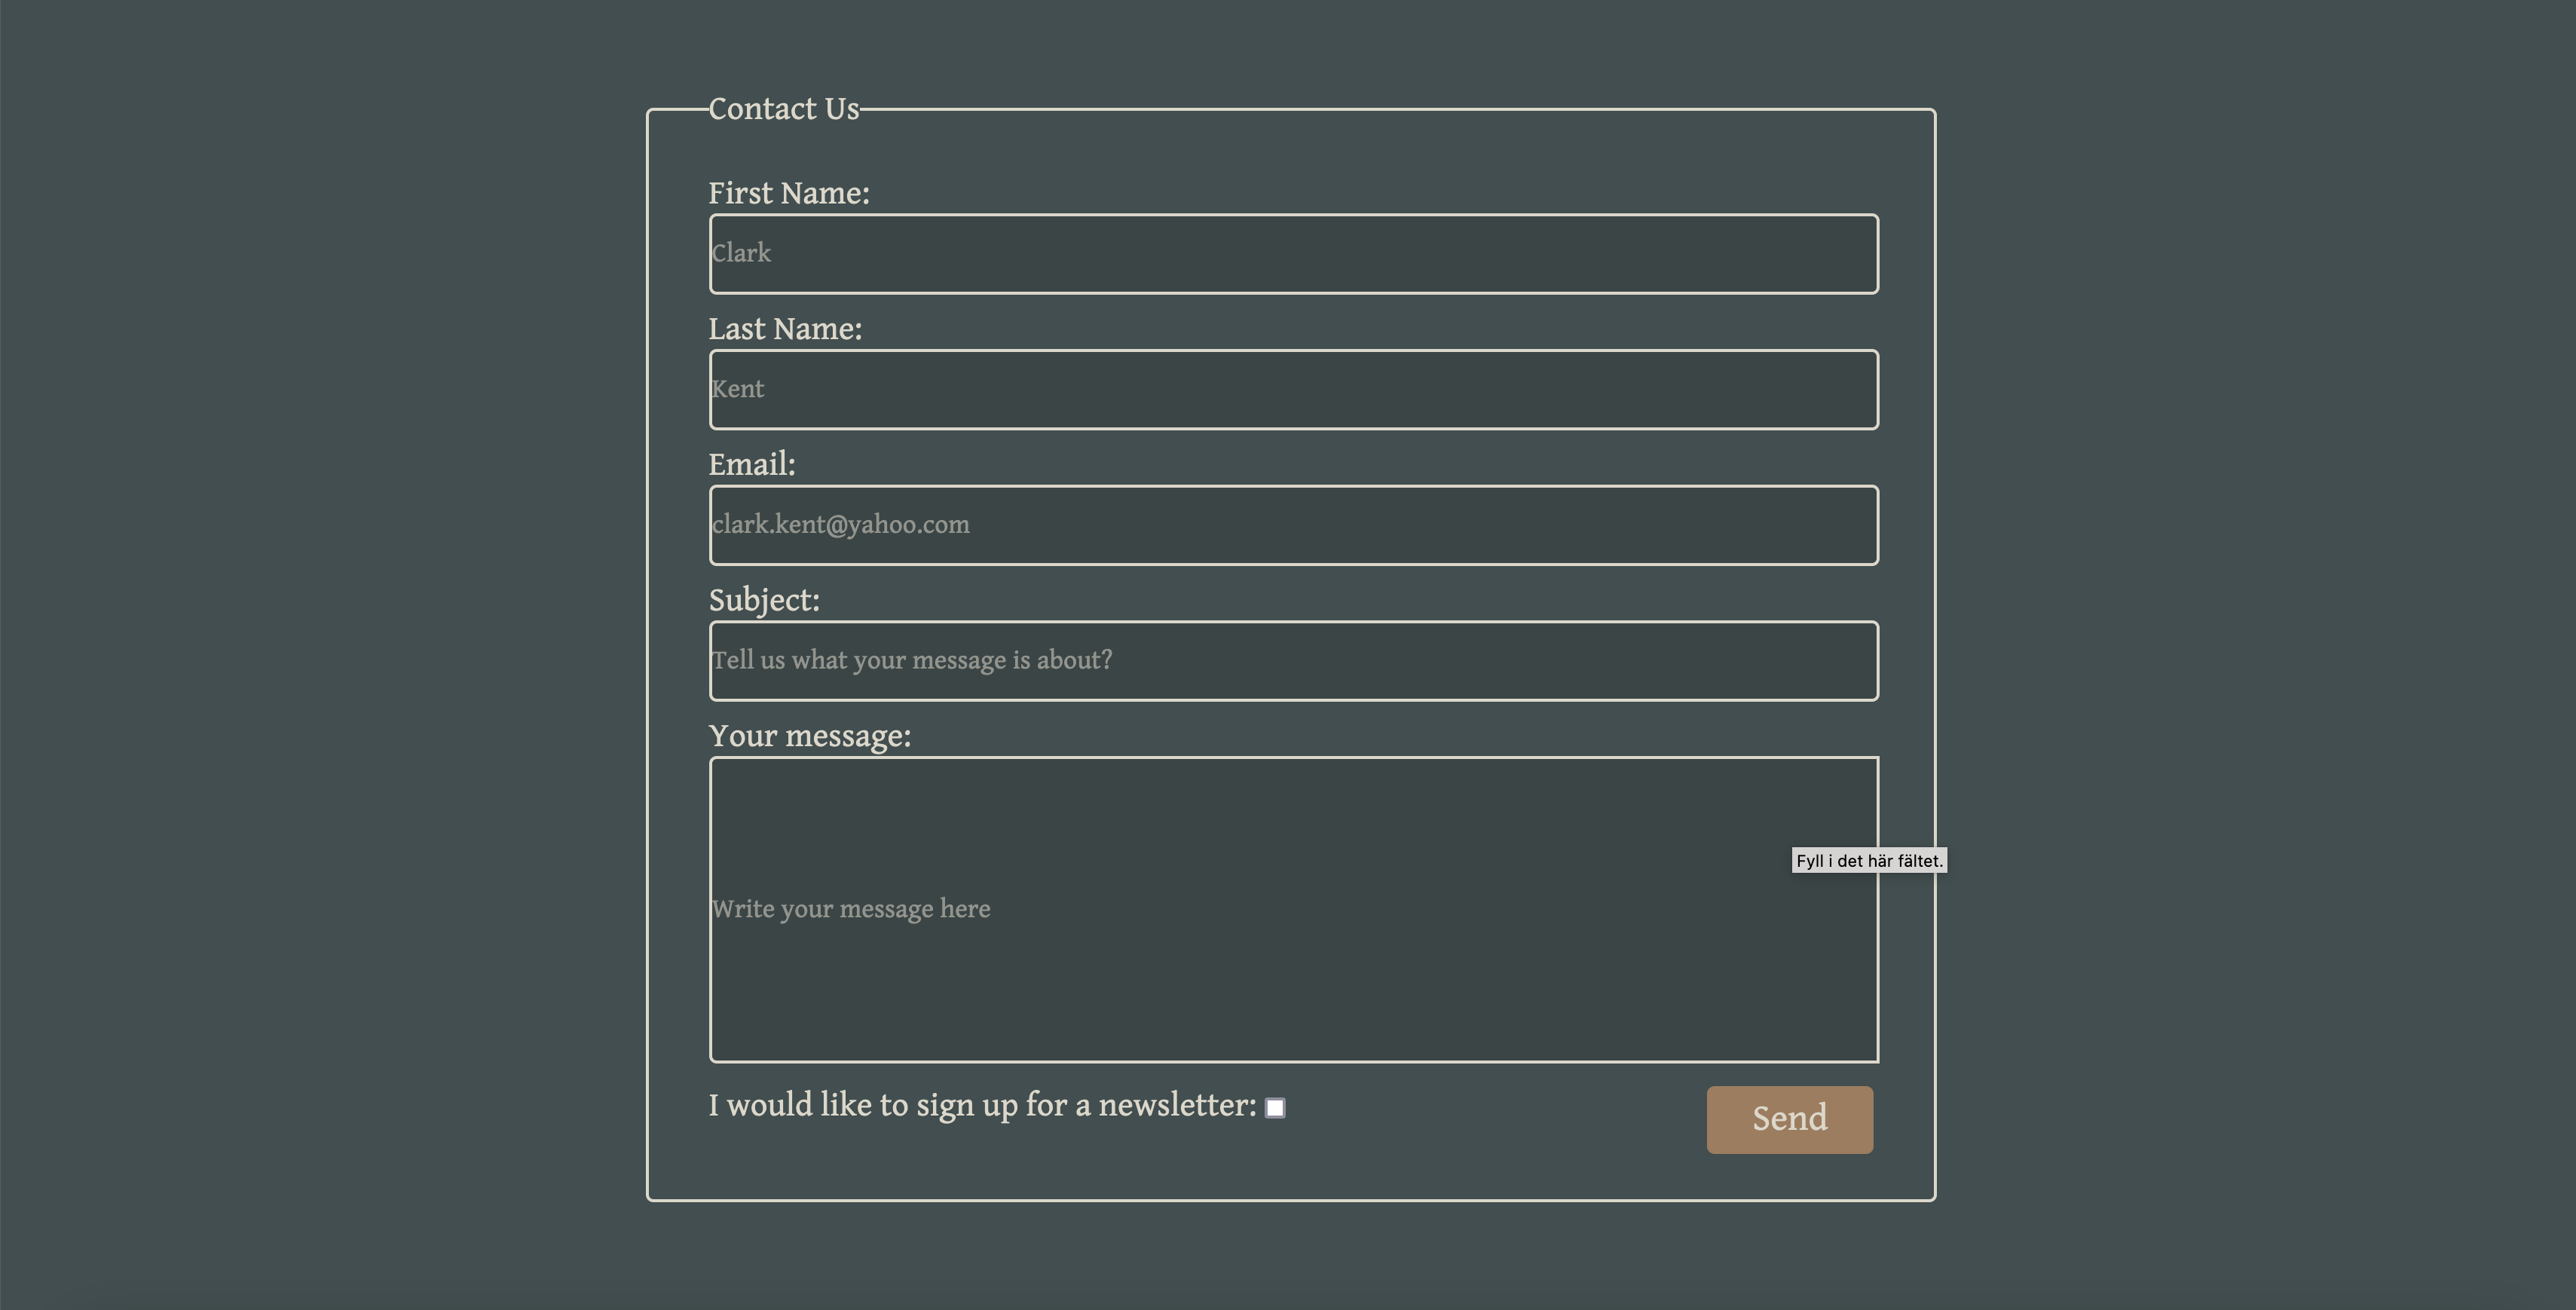 Contact Us
First Name:
Clark
Last Name:
Kent
Email:
clark.kent@yahoo.com
Subject:
Tell us what your message is about?
Your message:
Fyll i det här fältet.
Write your message here
I would like to sign up for a newsletter:
Send